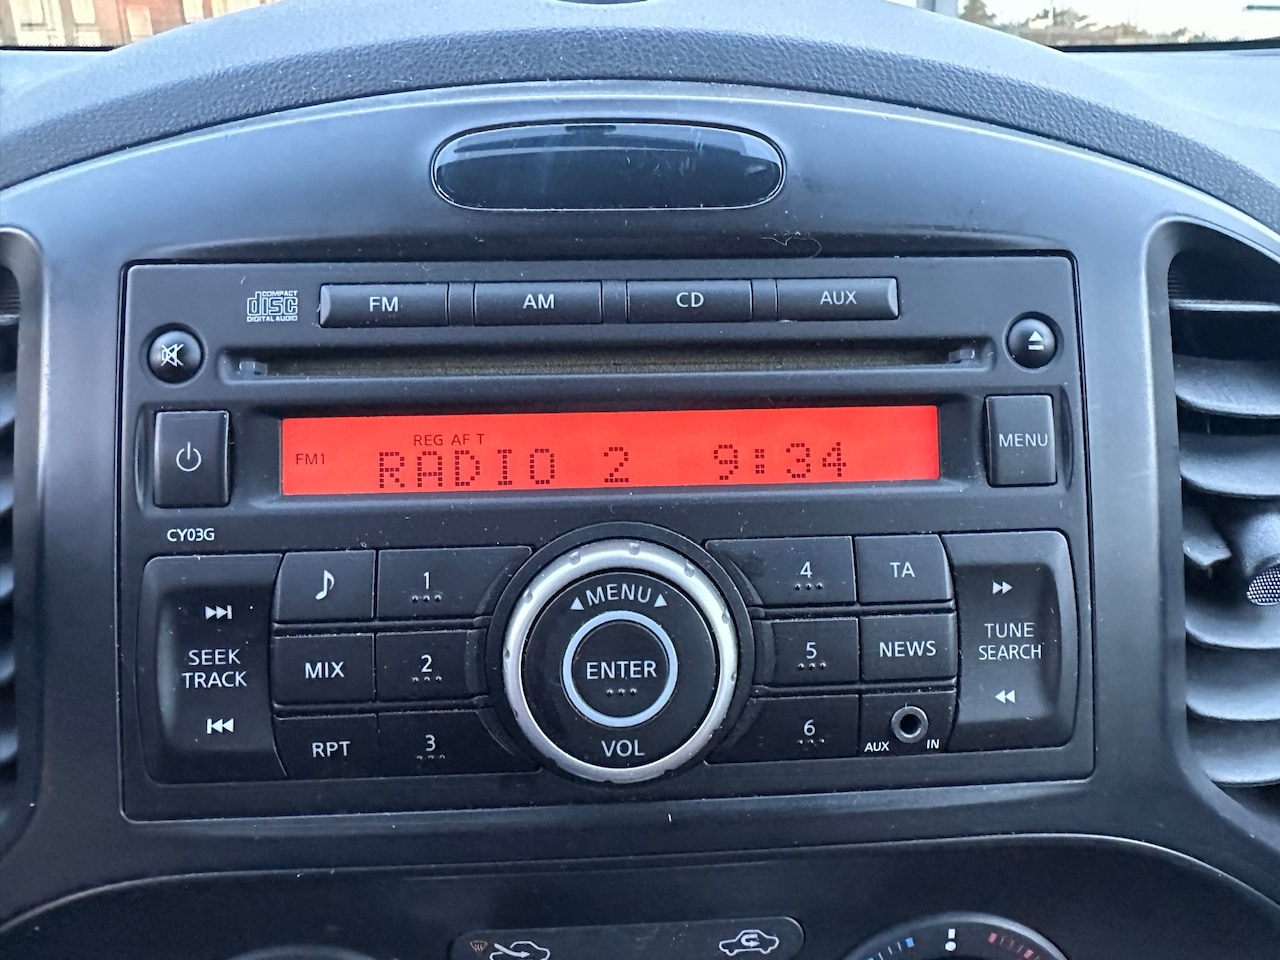 COMPACT
disc
DIGITAL AUDIO
FM
AM
CD
AUX
REG AF T
FM1
RADIO 2 9:34
MENU
CY03G
SEEK
TRACK
MIX
RPT
1
2
3
MENU
ENTER
VOL
4
5
6
TA
NEWS
AUX IN
TUNE
SEARCH